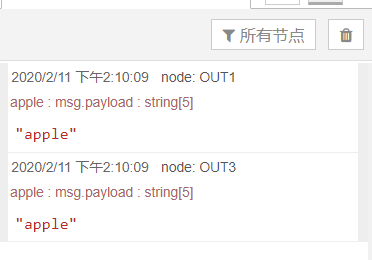 所有节点
2020/2/11 下午2:10:09 node: OUT1
apple : msg.payload : string[5]
"apple"
2020/2/11 下午2:10:09 node: OUT3
apple : msg.payload : string[5]
"apple"